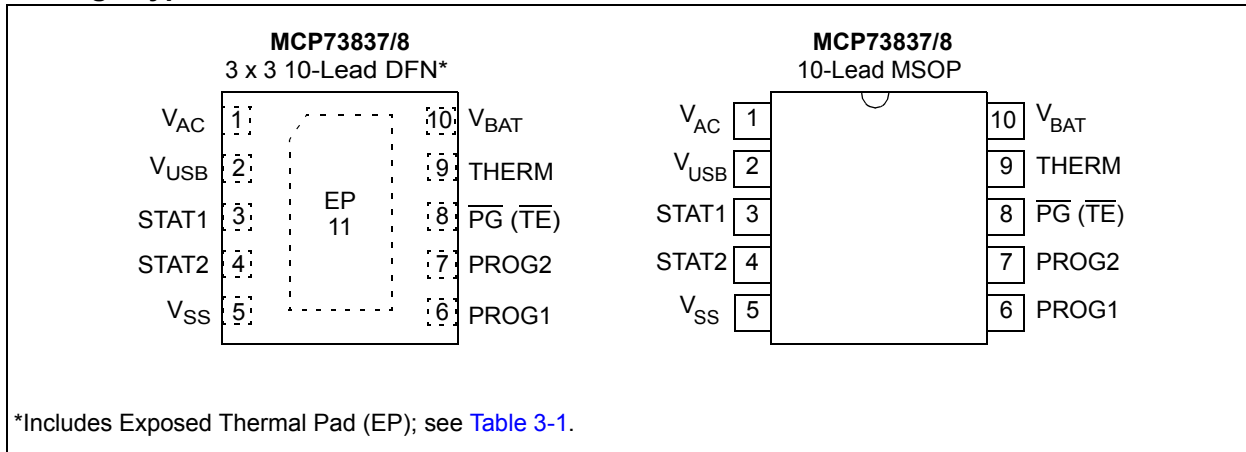 MCP73837/8
3 x 3 10-Lead DFN*
VAC 1 10 VBAT
VUSB 2 9 THERM
STAT1 3 8 PG (TE)
STAT2 4 7 PROG2
VSS 5 6 PROG1
EP
11
MCP73837/8
10-Lead MSOP
VAC 1 10 VBAT
VUSB 2 9 THERM
STAT1 3 8 PG (TE)
STAT2 4 7 PROG2
VSS 5 6 PROG1
*Includes Exposed Thermal Pad (EP); see Table 3-1.